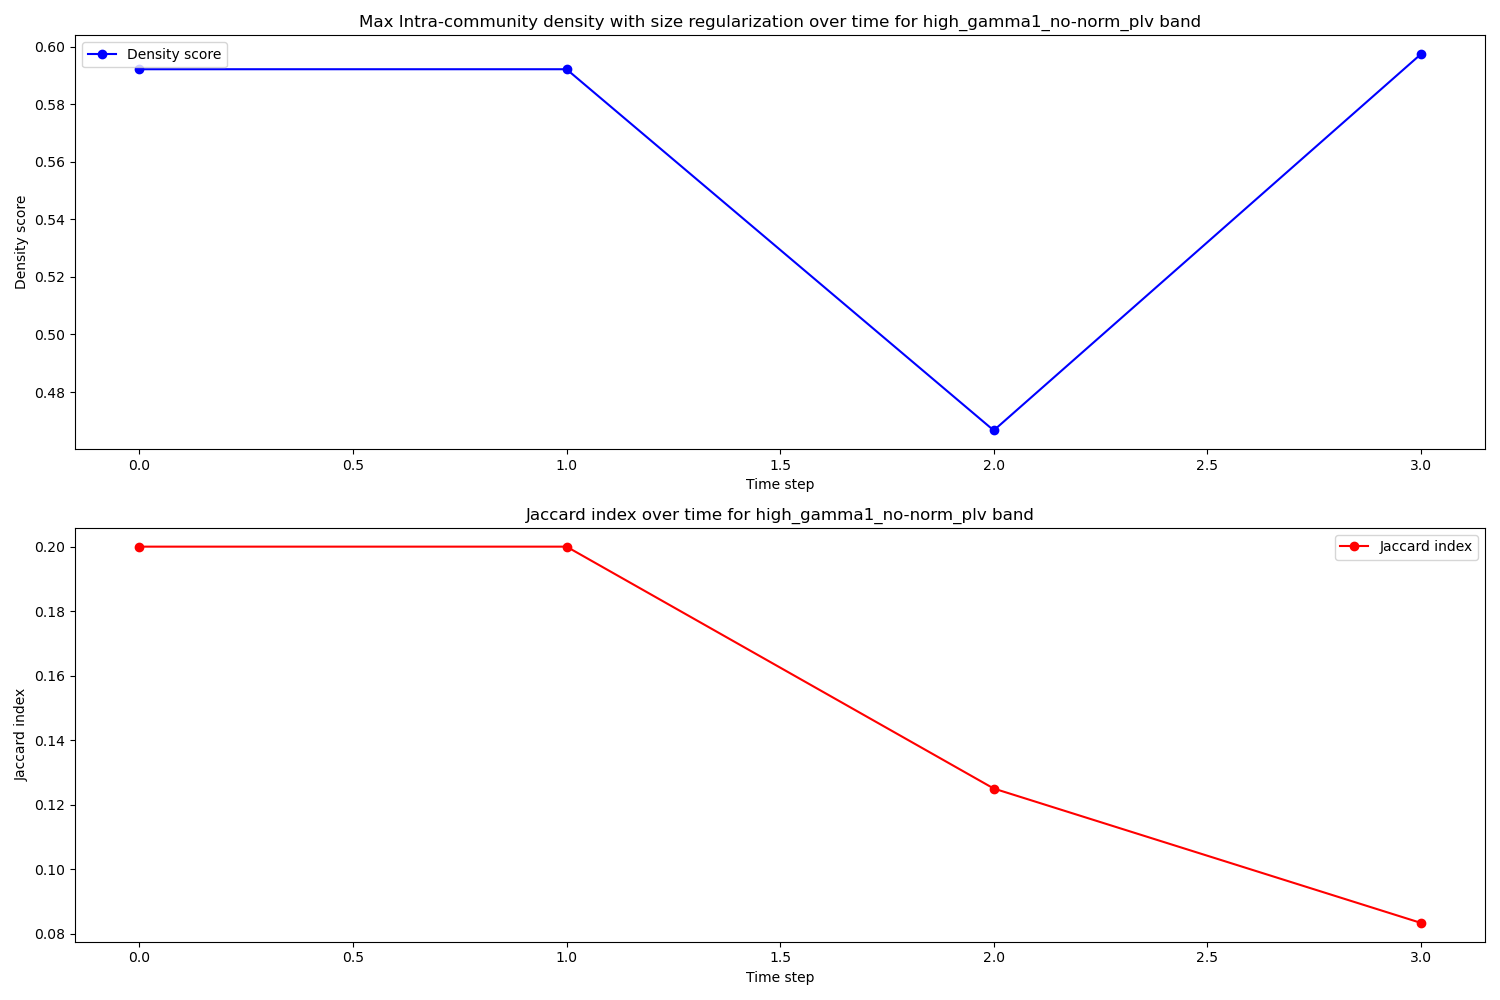 Max Intra-community density with size regularization over time for high_gamma1_no-norm_plv band
Density score
0.60
0.58
0.56
0.54
0.52
0.50
0.48
Density score
0.0 0.5 1.0 1.5 2.0 2.5 3.0
Time step
Jaccard index over time for high_gamma1_no-norm_plv band
Jaccard index
0.20
0.18
0.16
0.14
0.12
0.10
0.08
Jaccard index
0.0 0.5 1.0 1.5 2.0 2.5 3.0
Time step